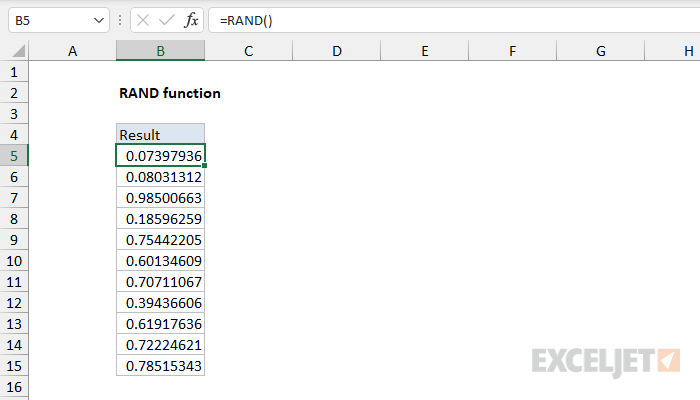 B5 fx =RAND()
A B C D E F G H
1
2 RAND function
3
4 Result
5 0.07397936
6 0.08031312
7 0.98500663
8 0.18596259
9 0.75442205
10 0.60134609
11 0.70711067
12 0.39436606
13 0.61917636
14 0.72224621
15 0.78515343
16
EXCELJET